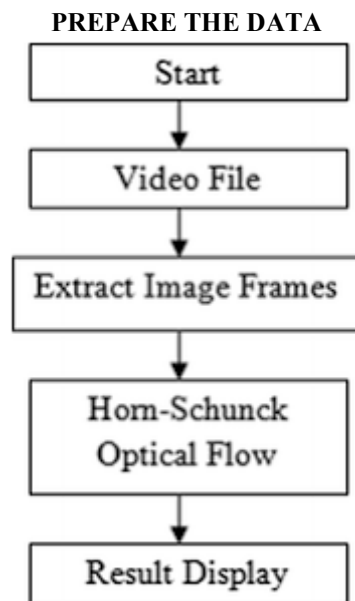 PREPARE THE DATA
Start
Video File
Extract Image Frames
Horn-Schunck
Optical Flow
Result Display